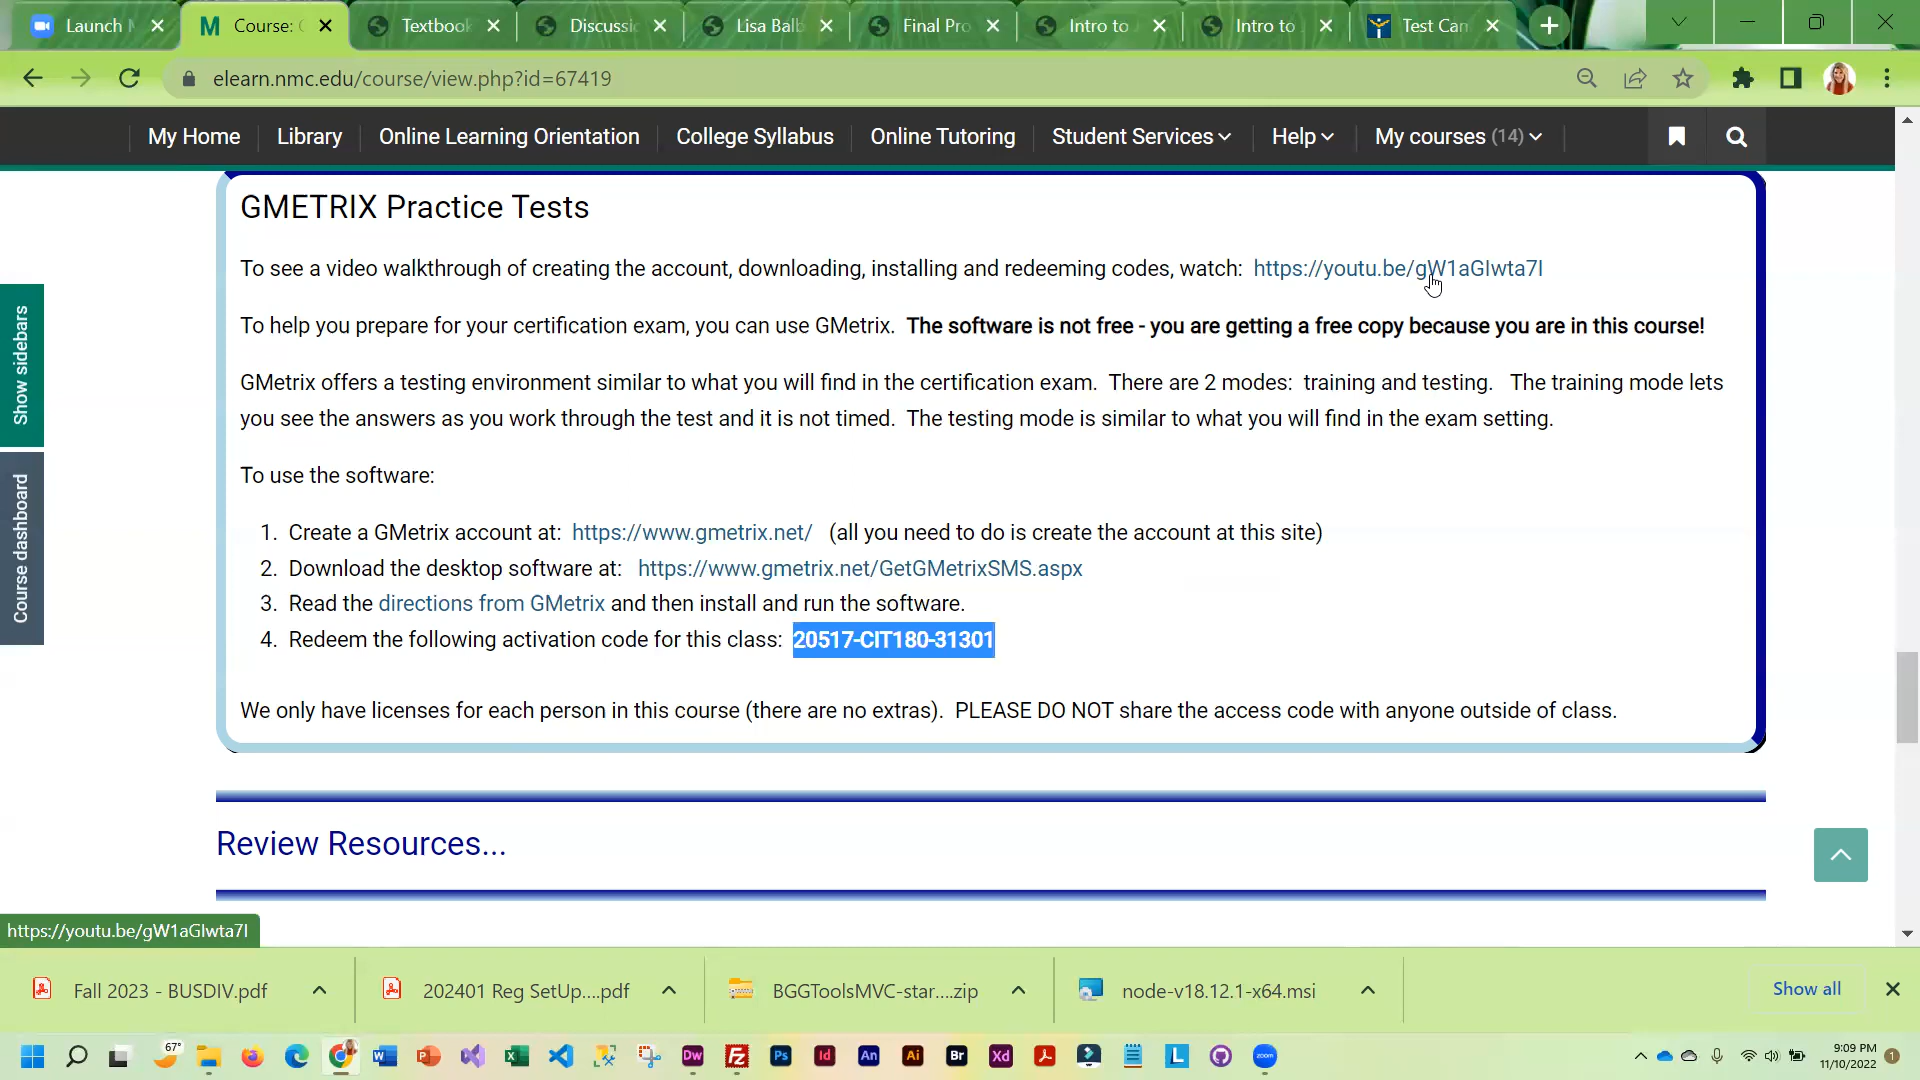 Launch M
Course: C
Textbook
Discussic
Lisa Balb
Final Pro
Intro to
Intro to
Test Can
elearn.nmc.edu/course/view.php?id=67419
My Home Library Online Learning Orientation College Syllabus Online Tutoring Student Services Help My courses (14)
GMETRIX Practice Tests
To see a video walkthrough of creating the account, downloading, installing and redeeming codes, watch: https://youtu.be/gW1aGIwta7I
To help you prepare for your certification exam, you can use GMetrix. The software is not free - you are getting a free copy because you are in this course!
GMetrix offers a testing environment similar to what you will find in the certification exam. There are 2 modes: training and testing. The training mode lets
you see the answers as you work through the test and it is not timed. The testing mode is similar to what you will find in the exam setting.
To use the software:
1. Create a GMetrix account at: https://www.gmetrix.net/ (all you need to do is create the account at this site)
2. Download the desktop software at: https://www.gmetrix.net/GetGMetrixSMS.aspx
3. Read the directions from GMetrix and then install and run the software.
4. Redeem the following activation code for this class: 20517-CIT180-31301
We only have licenses for each person in this course (there are no extras). PLEASE DO NOT share the access code with anyone outside of class.
Show sidebars
Course dashboard
Review Resources...
https://youtu.be/gW1aGIwta7I
Fall 2023 - BUSDIV.pdf
202401 Reg SetUp....pdf
BGGToolsMVC-star....zip
node-v18.12.1-x64.msi
Show all
67°
Dw
Fz
Ps
Id
An
Ai
Br
Xd
L
zoom
9:09 PM
11/10/2022
1